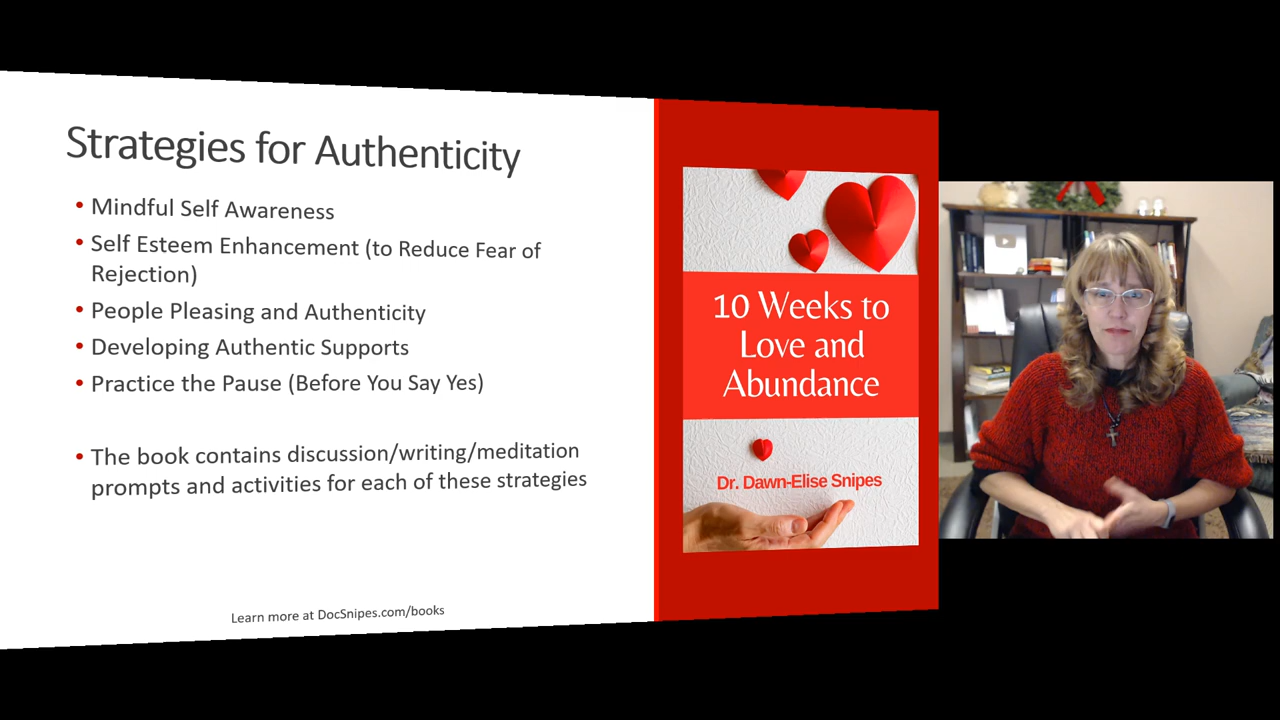 Strategies for Authenticity
• Mindful Self Awareness
• Self Esteem Enhancement (to Reduce Fear of
Rejection)
• People Pleasing and Authenticity
• Developing Authentic Supports
• Practice the Pause (Before You Say Yes)
• The book contains discussion/writing/meditation
prompts and activities for each of these strategies
Learn more at DocSnipes.com/books
10 Weeks to
Love and
Abundance
Dr. Dawn-Elise Snipes